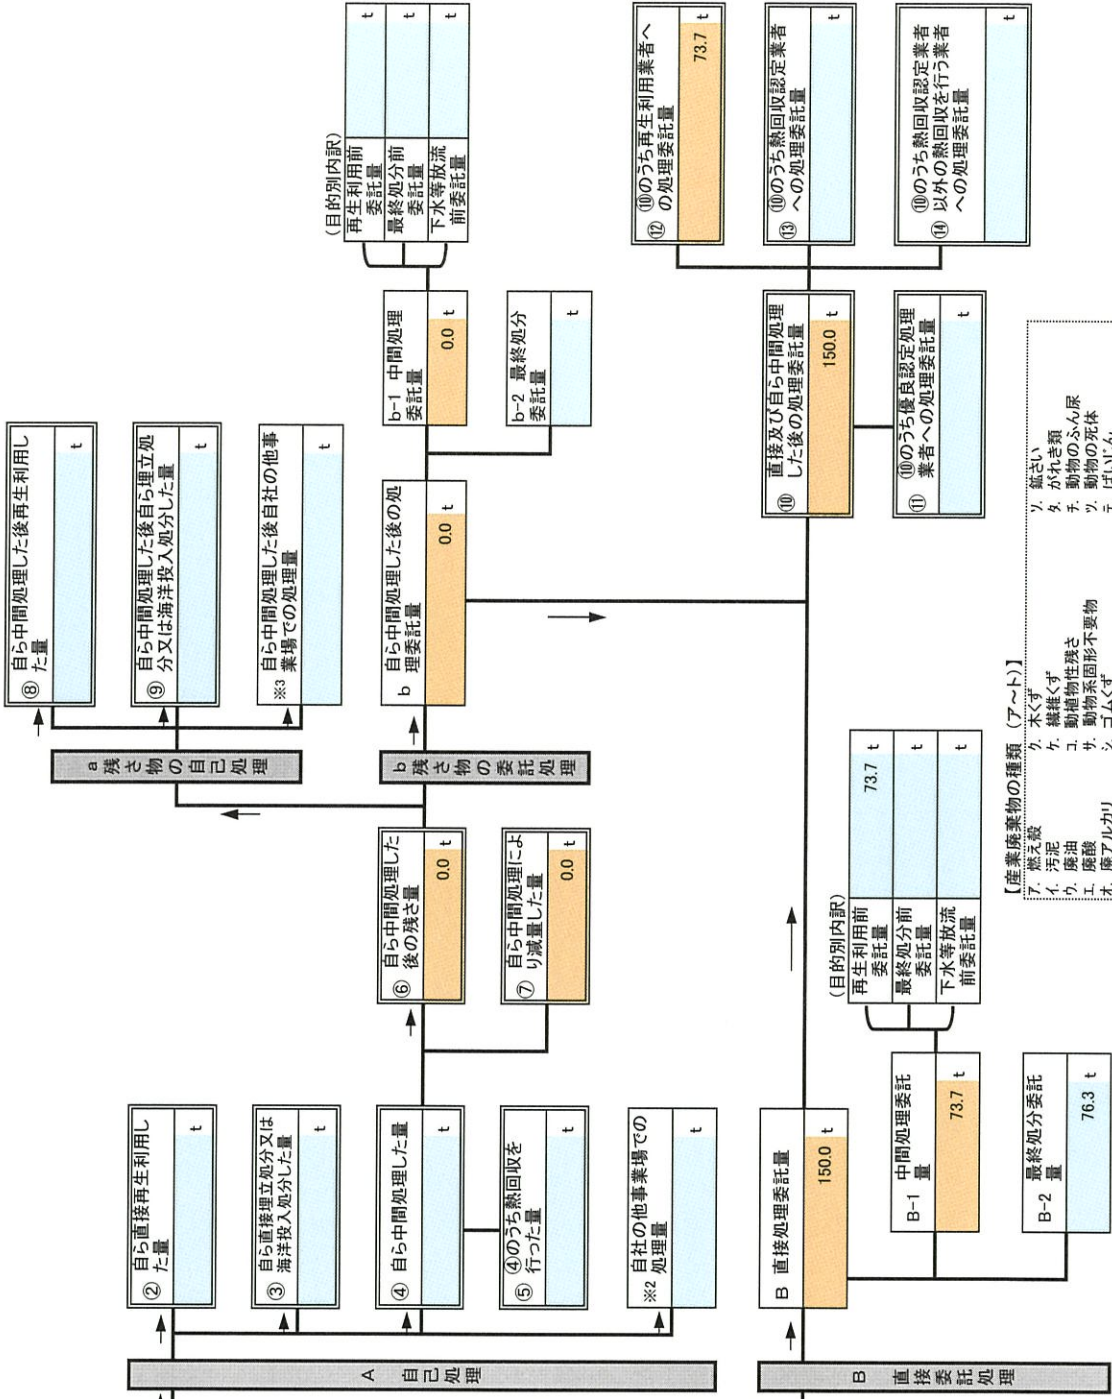 A 自己処理
② 自ら直接再生利用し
た量
t
③ 自ら直接埋立処分又は
海洋投入処分した量
t
④ 自ら中間処理した量
t
⑤ ④のうち熱回収を
行った量
t
※2 自社の他事業場での
処理量
t
⑥ 自ら中間処理した
後の残さ量
0.0 t
⑦ 自ら中間処理によ
り減量した量
0.0 t
a 残さ物の自己処理
⑧ 自ら中間処理した後再生利用し
た量
t
⑨ 自ら中間処理した後自ら埋立処
分又は海洋投入処分した量
t
※3 自ら中間処理した後自社の他事
業場での処理量
t
b 残さ物の委託処理
b 自ら中間処理した後の処
理委託量
0.0 t
b-1 中間処理
委託量
0.0 t
b-2 最終処分
委託量
t
(目的別内訳)
再生利用前
委託量
t
最終処分前
委託量
t
下水等放流
前委託量
t
B 直接委託処理
B 直接処理委託量
150.0 t
B-1 中間処理委託
量
73.7 t
B-2 最終処分委託
量
76.3 t
(目的別内訳)
再生利用前
委託量
73.7 t
最終処分前
委託量
t
下水等放流
前委託量
t
⑩ 直接及び自ら中間処理
した後の処理委託量
150.0 t
⑪ ⑩のうち優良認定処理
業者への処理委託量
t
⑫ ⑩のうち再生利用業者へ
の処理委託量
73.7 t
⑬ ⑩のうち熱回収認定業者
への処理委託量
t
⑭ ⑩のうち熱回収認定業者
以外の熱回収を行う業者
への処理委託量
t
【産業廃棄物の種類(ア~ト)】
ア. 燃え殻
イ. 汚泥
ウ. 廃油
エ. 廃酸
オ. 廃アルカリ
ク. 木くず
ケ. 繊維くず
コ. 動植物性残さ
サ. 動物系固形不要物
シ. ゴムくず
ソ. 鉱さい
タ. がれき類
チ. 動物のふん尿
ツ. 動物の死体
テ. ばいじん